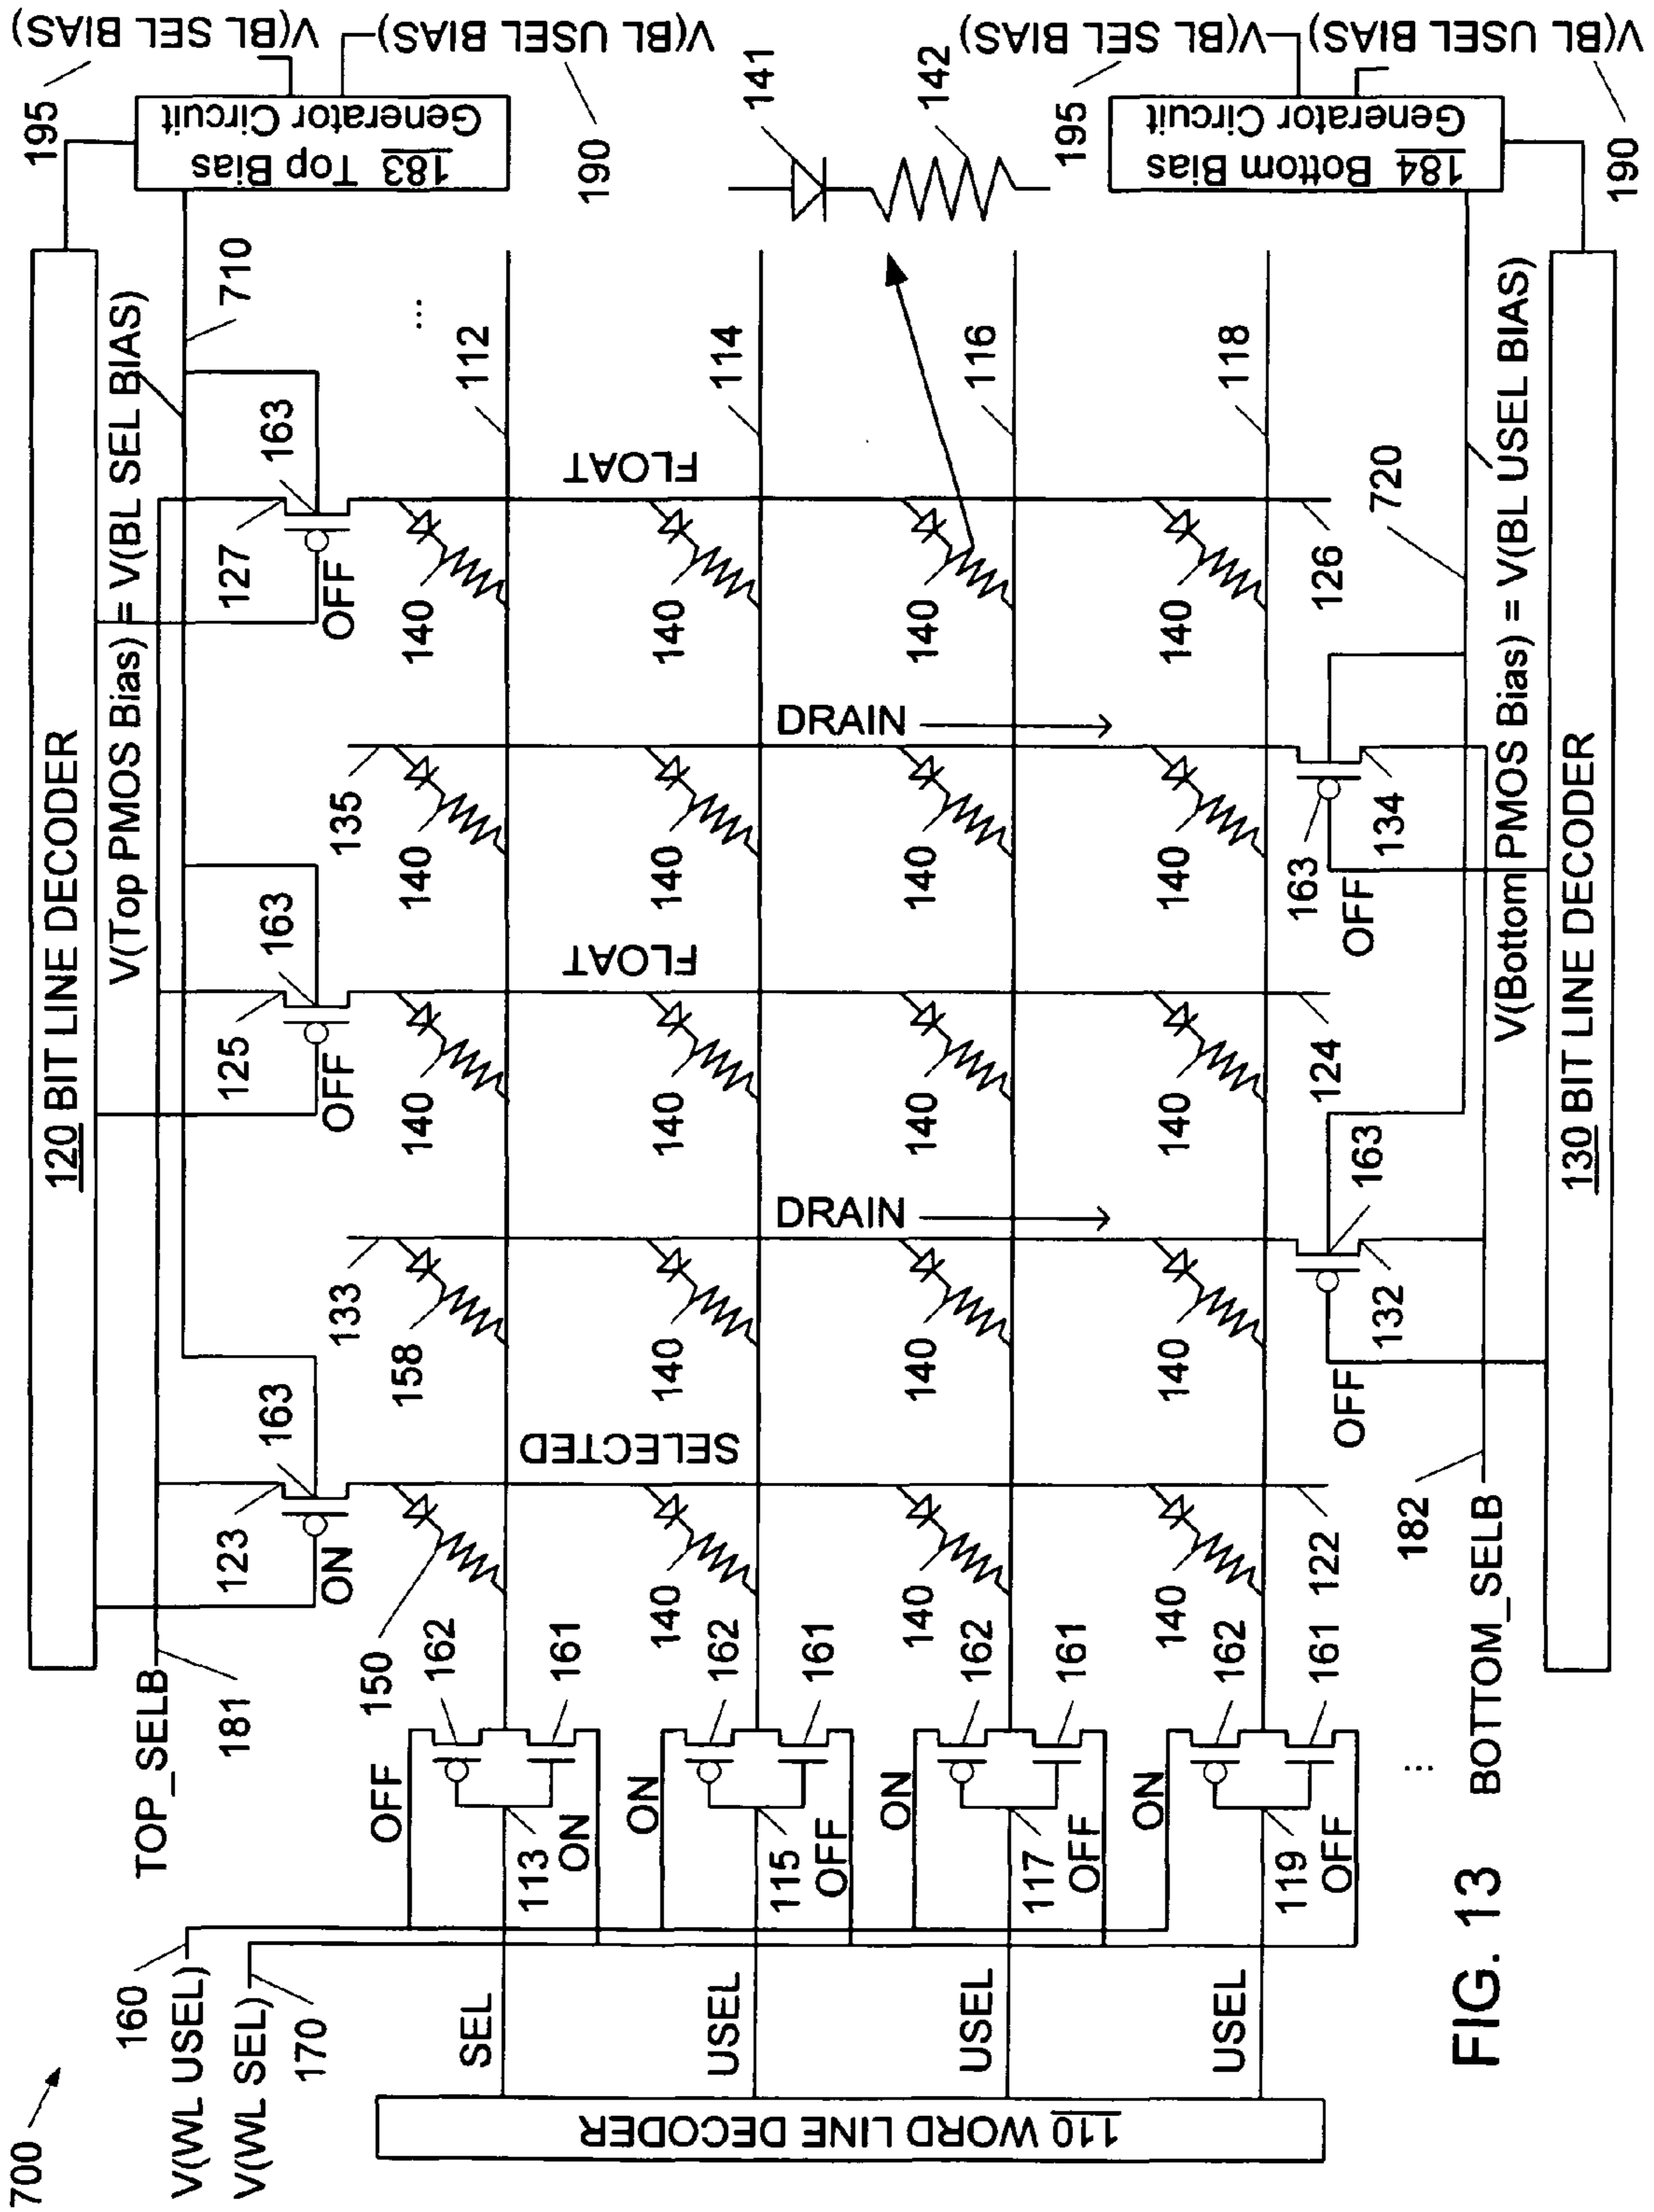 700
160
V(WL USEL)
V(WL SEL)
170
110 WORD LINE DECODER
SEL
USEL
USEL
USEL
TOP_SELB
181
120 BIT LINE DECODER
V(Top PMOS Bias) = V(BL SEL BIAS)
710
195
183 Top Bias
Generator Circuit
V(BL SEL BIAS)
V(BL USEL BIAS)
190
123
163
ON
125
163
OFF
127
163
OFF
...
OFF
162
113
ON
161
150
158
140
140
140
112
SELECTED
133
135
FLOAT
FLOAT
ON
162
115
OFF
161
140
140
140
140
140
114
141
142
DRAIN
DRAIN
ON
162
117
OFF
161
140
140
140
140
140
116
ON
162
119
OFF
161
140
140
140
140
140
118
122
124
126
OFF
132
163
OFF
134
163
720
...
182
BOTTOM_SELB
V(Bottom PMOS Bias) = V(BL USEL BIAS)
130 BIT LINE DECODER
195
184 Bottom Bias
Generator Circuit
V(BL SEL BIAS)
V(BL USEL BIAS)
190
FIG. 13